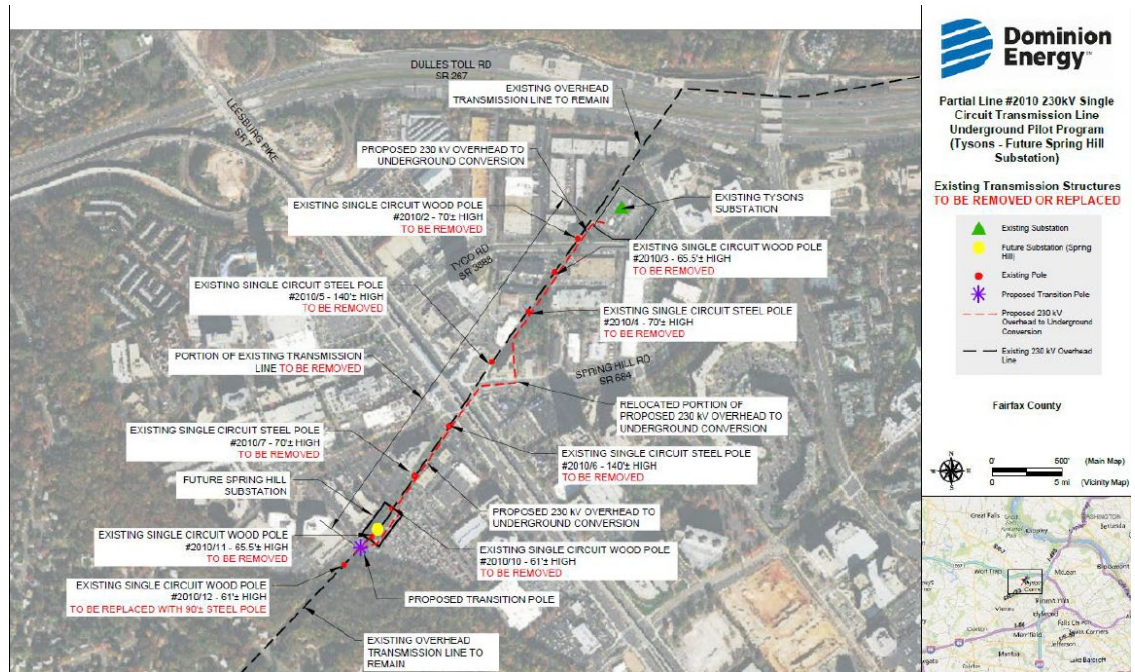 DULLES TOLL RD
SR 267
LEESBURG PIKE
SR 7
EXISTING OVERHEAD
TRANSMISSION LINE TO REMAIN
PROPOSED 230 kV OVERHEAD TO
UNDERGROUND CONVERSION
EXISTING SINGLE CIRCUIT WOOD POLE
#2010/2 - 70'± HIGH
TO BE REMOVED
EXISTING TYSONS
SUBSTATION
TYCO RD
SR 3888
EXISTING SINGLE CIRCUIT WOOD POLE
#2010/3 - 65.5'± HIGH
TO BE REMOVED
EXISTING SINGLE CIRCUIT STEEL POLE
#2010/5 - 140'± HIGH
TO BE REMOVED
EXISTING SINGLE CIRCUIT STEEL POLE
#2010/4 - 70'± HIGH
TO BE REMOVED
PORTION OF EXISTING TRANSMISSION
LINE TO BE REMOVED
SPRING HILL RD
SR 684
RELOCATED PORTION OF
PROPOSED 230 kV OVERHEAD TO
UNDERGROUND CONVERSION
EXISTING SINGLE CIRCUIT STEEL POLE
#2010/7 - 70'± HIGH
TO BE REMOVED
EXISTING SINGLE CIRCUIT STEEL POLE
#2010/6 - 140'± HIGH
TO BE REMOVED
FUTURE SPRING HILL
SUBSTATION
PROPOSED 230 kV OVERHEAD TO
UNDERGROUND CONVERSION
EXISTING SINGLE CIRCUIT WOOD POLE
#2010/11 - 65.5'± HIGH
TO BE REMOVED
EXISTING SINGLE CIRCUIT WOOD POLE
#2010/10 - 61'± HIGH
TO BE REMOVED
EXISTING SINGLE CIRCUIT WOOD POLE
#2010/12 - 61'± HIGH
TO BE REPLACED WITH 90'± STEEL POLE
PROPOSED TRANSITION POLE
EXISTING OVERHEAD
TRANSMISSION LINE TO
REMAIN
Dominion
Energy™
Partial Line #2010 230kV Single
Circuit Transmission Line
Underground Pilot Program
(Tysons - Future Spring Hill
Substation)
Existing Transmission Structures
TO BE REMOVED OR REPLACED
Existing Substation
Future Substation (Spring
Hill)
Existing Pole
Proposed Transition Pole
Proposed 230 kV
Overhead to Underground
Conversion
Existing 230 kV Overhead
Line
Fairfax County
N
W E
S
0' 500' (Main Map)
0 5 mi (Vicinity Map)
Great Falls
Bethesda
Wolf Trap
McLean
Vienna
Idylwood
Falls Church
Oakton
Merrifield
Jefferson
Mantua
Lake Barcroft